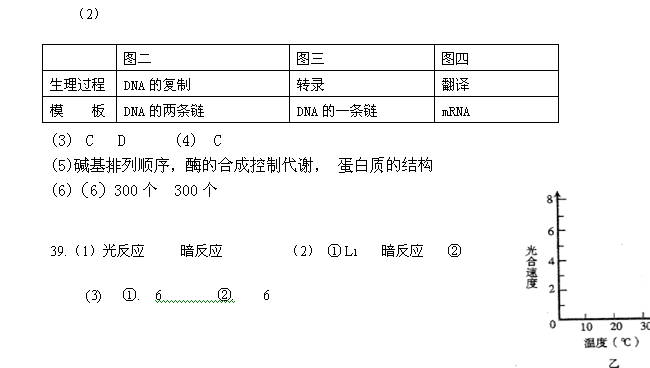 （2）
图二 图三 图四
生理过程 DNA 的复制 转录 翻译
模 板 DNA 的两条链 DNA 的一条链 mRNA
(3) C D (4) C
(5)碱基排列顺序，酶的合成控制代谢， 蛋白质的结构
(6)（6）300 个 300 个
39.（1）光反应 暗反应 （2） ①L1 暗反应 ②
(3) ①. 6 ② 6
光合速度
8
6
4
2
0 10 20 30
温度（℃）
乙